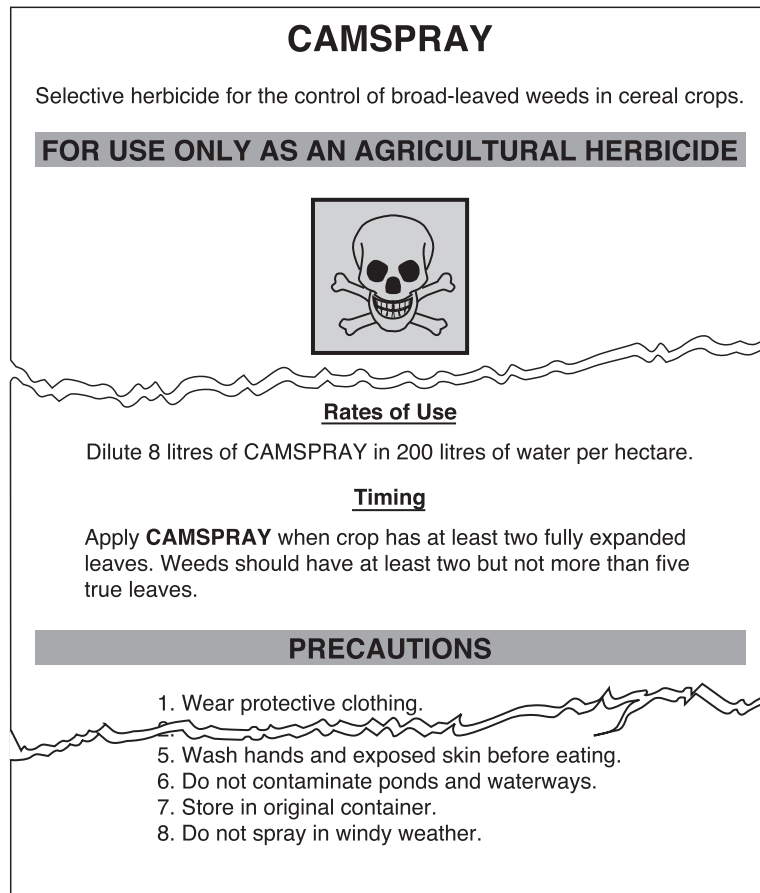 CAMSPRAY
Selective herbicide for the control of broad-leaved weeds in cereal crops.
FOR USE ONLY AS AN AGRICULTURAL HERBICIDE
Rates of Use
Dilute 8 litres of CAMSPRAY in 200 litres of water per hectare.
Timing
Apply CAMSPRAY when crop has at least two fully expanded
leaves. Weeds should have at least two but not more than five
true leaves.
PRECAUTIONS
1. Wear protective clothing.
5. Wash hands and exposed skin before eating.
6. Do not contaminate ponds and waterways.
7. Store in original container.
8. Do not spray in windy weather.